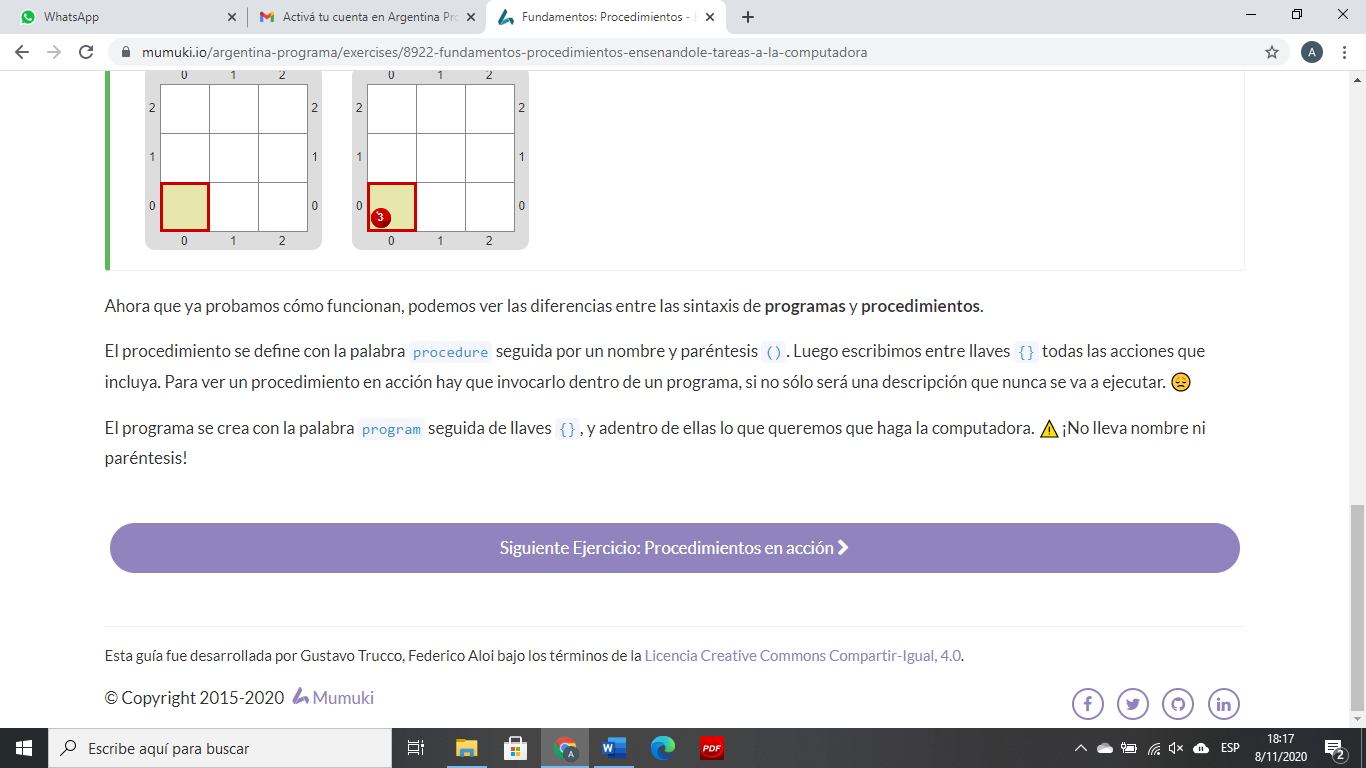 WhatsApp
Activá tu cuenta en Argentina Pro
Fundamentos: Procedimientos -
mumuki.io/argentina-programa/exercises/8922-fundamentos-procedimientos-ensenandole-tareas-a-la-computadora
A
0 1 2 0 1 2
2 2 2 2
1 1 1 1
0 0 0 3 0
0 1 2 0 1 2
Ahora que ya probamos cómo funcionan, podemos ver las diferencias entre las sintaxis de programas y procedimientos.
El procedimiento se define con la palabra procedure seguida por un nombre y paréntesis (). Luego escribimos entre llaves {} todas las acciones que
incluya. Para ver un procedimiento en acción hay que invocarlo dentro de un programa, si no sólo será una descripción que nunca se va a ejecutar. 😔
El programa se crea con la palabra program seguida de llaves {}, y adentro de ellas lo que queremos que haga la computadora. ⚠️ ¡No lleva nombre ni
paréntesis!
Siguiente Ejercicio: Procedimientos en acción
Esta guía fue desarrollada por Gustavo Trucco, Federico Aloi bajo los términos de la Licencia Creative Commons Compartir-Igual, 4.0.
© Copyright 2015-2020 Mumuki
Escribe aquí para buscar
A
W
PDF
ESP
18:17
8/11/2020
2